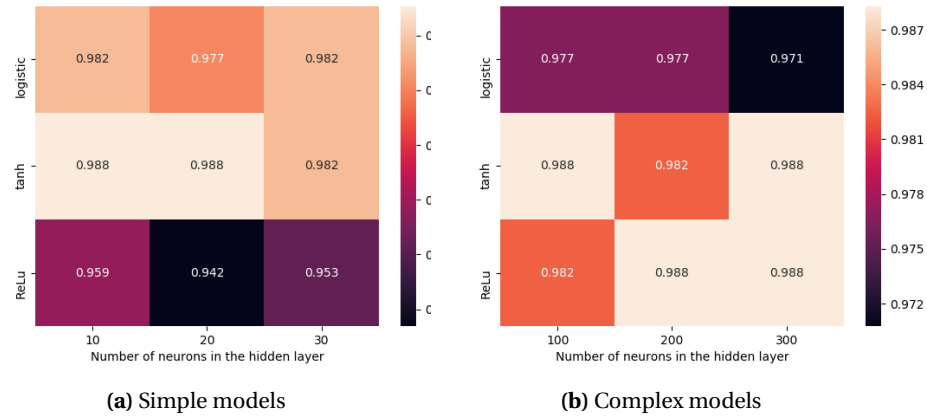 logistic 0.982 0.977 0.982
tanh 0.988 0.988 0.982
ReLu 0.959 0.942 0.953
10 20 30
Number of neurons in the hidden layer
(a) Simple models
logistic 0.977 0.977 0.971
tanh 0.988 0.982 0.988
ReLu 0.982 0.988 0.988
100 200 300
Number of neurons in the hidden layer
0.987
0.984
0.981
0.978
0.975
0.972
(b) Complex models